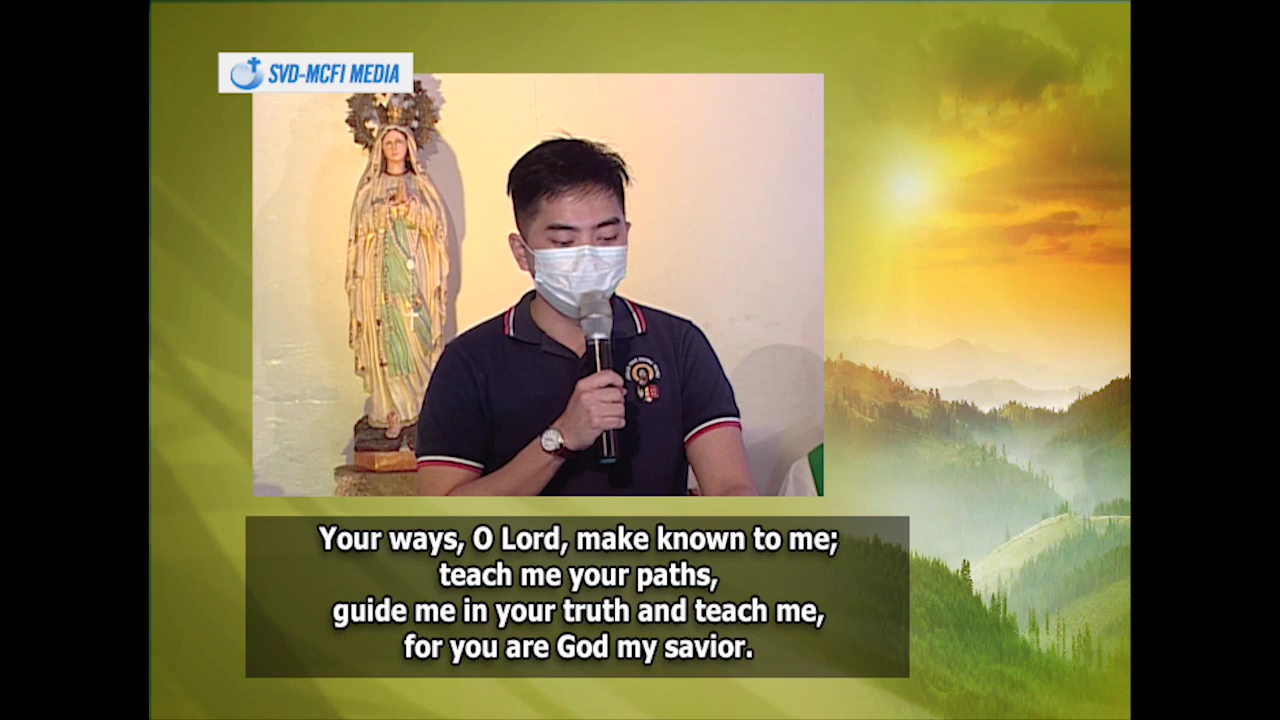 SVD-MCFI MEDIA
Your ways, O Lord, make known to me;
teach me your paths,
guide me in your truth and teach me,
for you are God my savior.